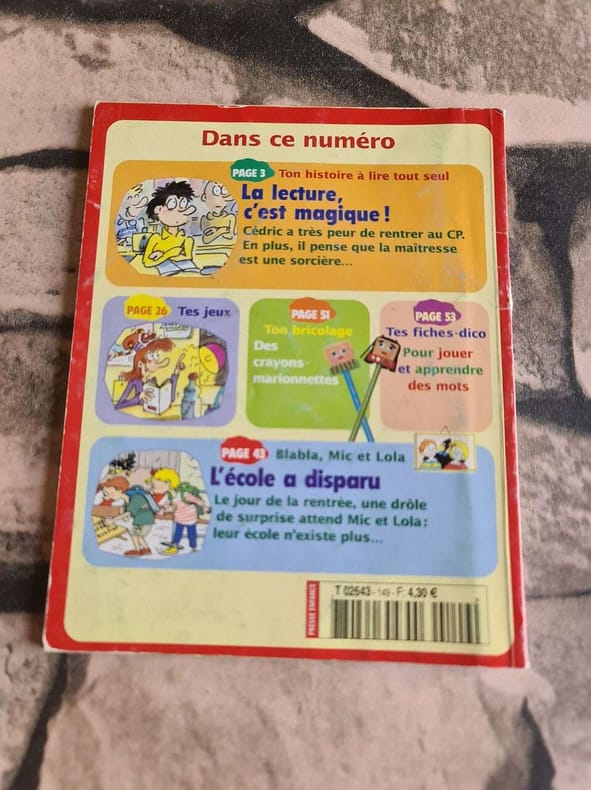 Dans ce numéro
PAGE 3 Ton histoire à lire tout seul
La lecture,
c'est magique !
Cédric a très peur de rentrer au CP.
En plus, il pense que la maîtresse
est une sorcière...
PAGE 26 Tes jeux
PAGE 51
Ton bricolage
Des
crayons-
marionnettes
PAGE 53
Tes fiches-dico
Pour jouer
et apprendre
des mots
PAGE 43 Blabla, Mic et Lola
L'école a disparu
Le jour de la rentrée, une drôle
de surprise attend Mic et Lola :
leur école n'existe plus...
PRESSE ENFANCE
T 02643 - 149 - F: 4,30 €